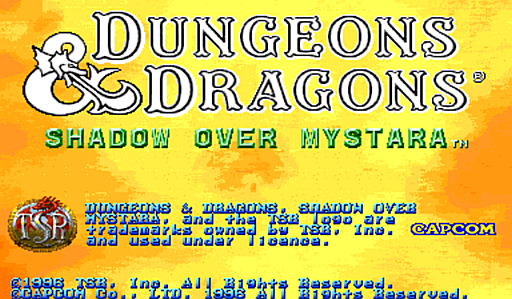 DUNGEONS
& DRAGONS®
SHADOW OVER MYSTARA™
TSR
DUNGEONS & DRAGONS, SHADOW OVER
MYSTARA, and the TSR logo are
trademarks owned by TSR, Inc.
and used under licence.
CAPCOM
©1996 TSR, Inc. All Rights Reserved.
©CAPCOM Co., LTD. 1996 All Rights Reserved.